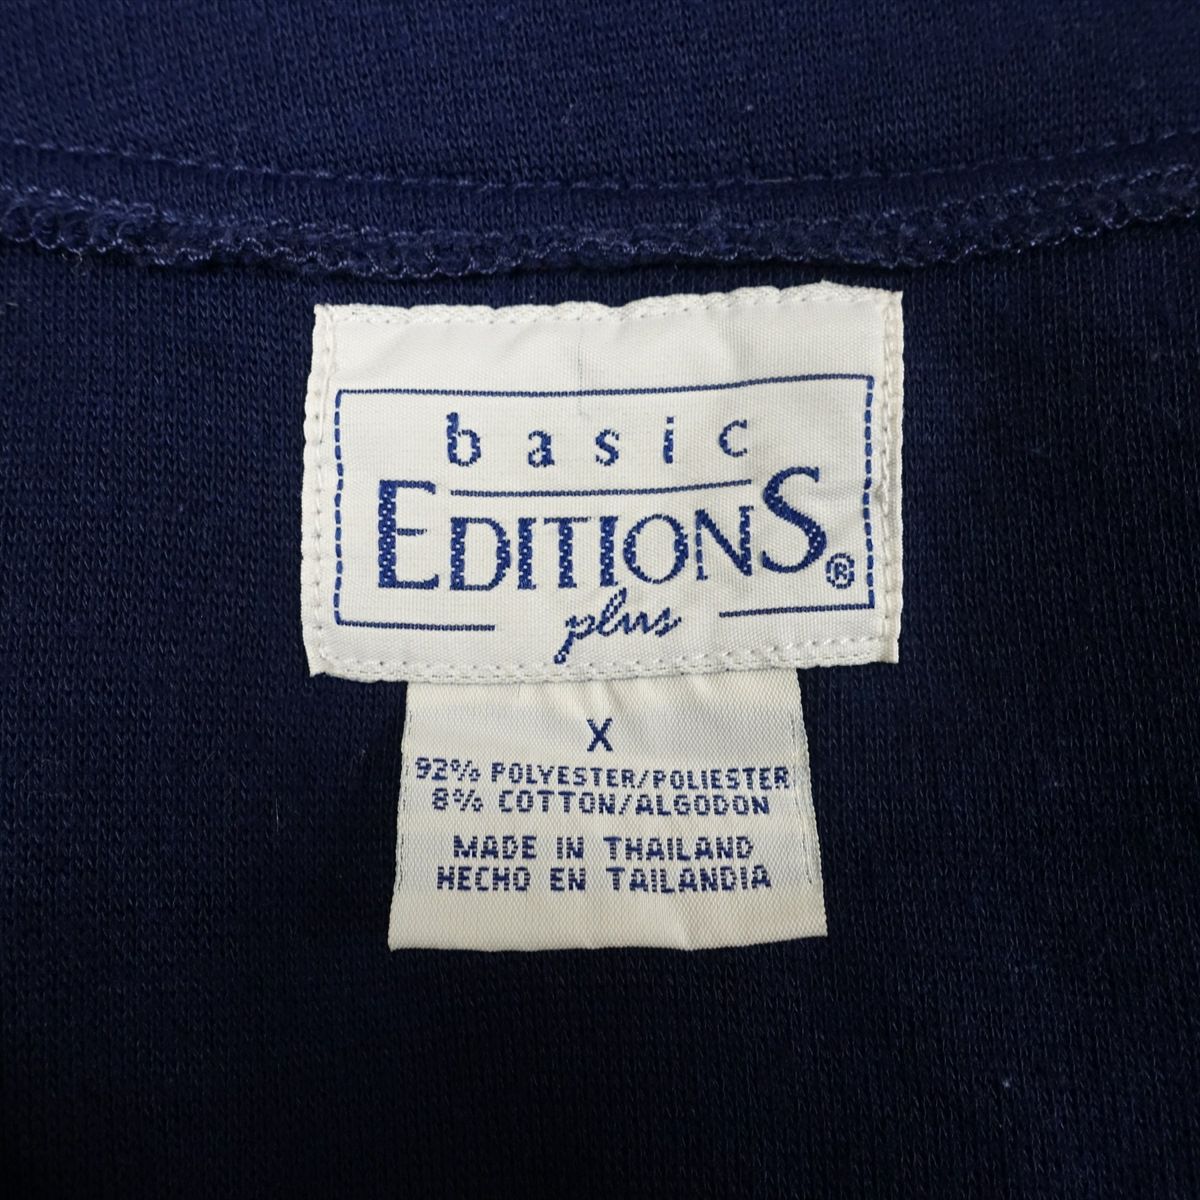 basic
EDITIONS®
plus
X
92% POLYESTER/POLIESTER
8% COTTON/ALGODON
MADE IN THAILAND
HECHO EN TAILANDIA